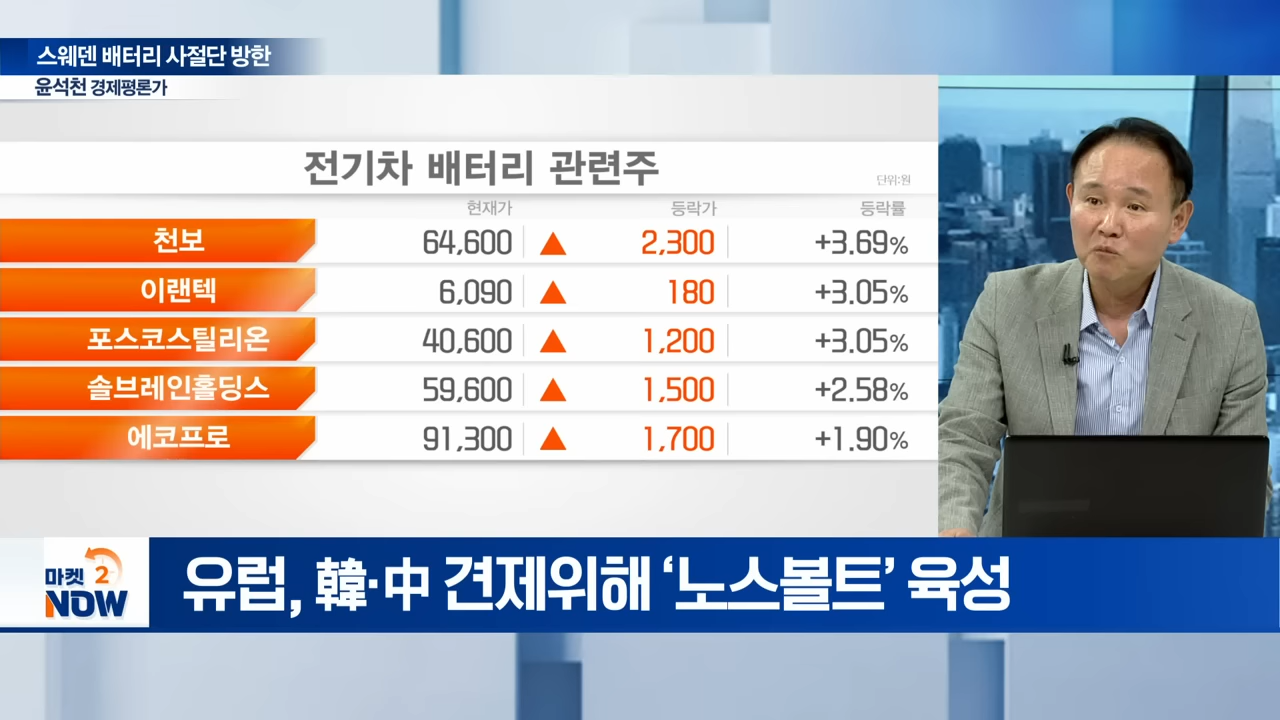 스웨덴 배터리 사절단 방한
윤석천 경제평론가
전기차 배터리 관련주
단위:원
현재가 등락가 등락률
천보 64,600 ▲ 2,300 +3.69%
이랜텍 6,090 ▲ 180 +3.05%
포스코스틸리온 40,600 ▲ 1,200 +3.05%
솔브레인홀딩스 59,600 ▲ 1,500 +2.58%
에코프로 91,300 ▲ 1,700 +1.90%
마켓 2
NOW
유럽, 韓·中 견제위해 ‘노스볼트’ 육성